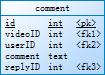 comment
id int <pk>
videoID int <fk1>
userID int <fk2>
comment text
replyID int <fk3>